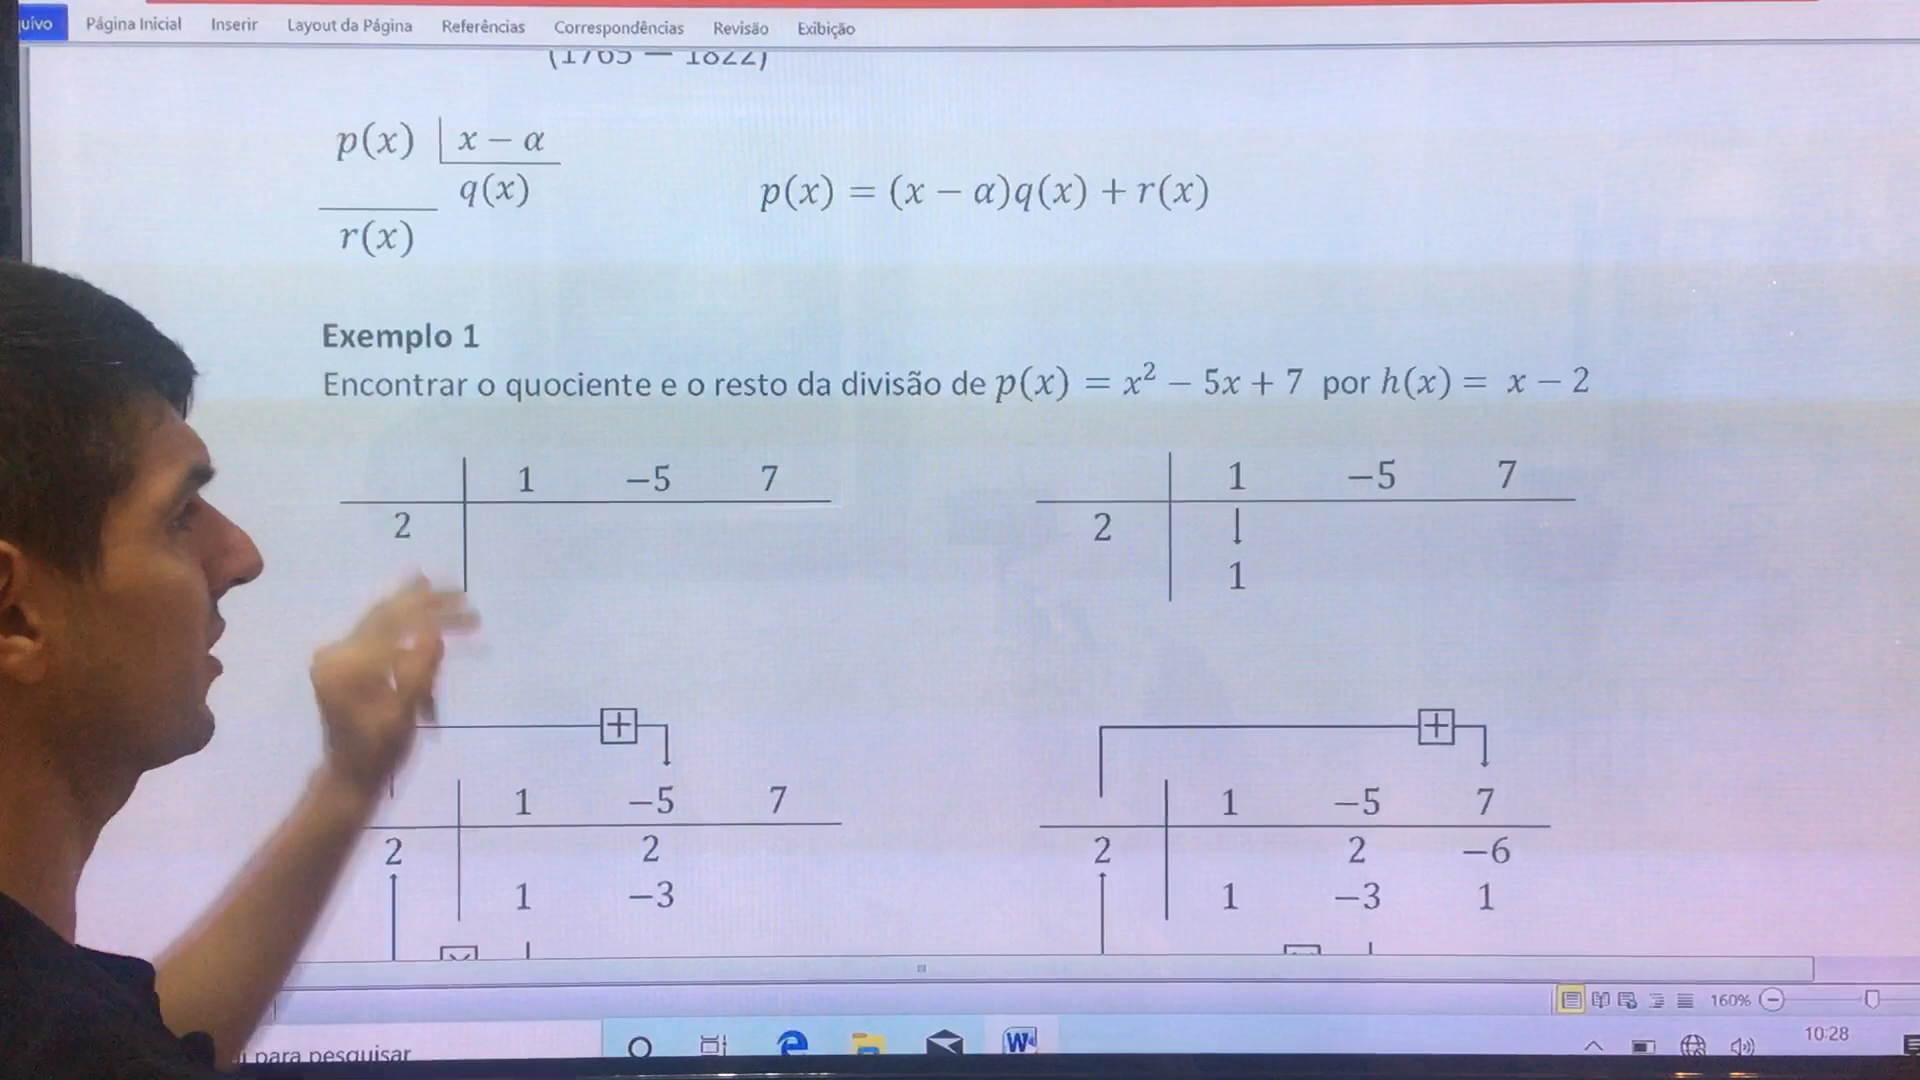 uivo Página Inicial Inserir Layout da Página Referências Correspondências Revisão Exibição
(1765 — 1822)
p(x) x − α
q(x)
r(x)
p(x) = (x − α)q(x) + r(x)
Exemplo 1
Encontrar o quociente e o resto da divisão de p(x) = x² − 5x + 7 por h(x) = x − 2
1 −5 7
2
1 −5 7
2 ↓
1
+
1 −5 7
2 2
1 −3
+
1 −5 7
2 2 −6
1 −3 1
160%
para pesquisar
10:28